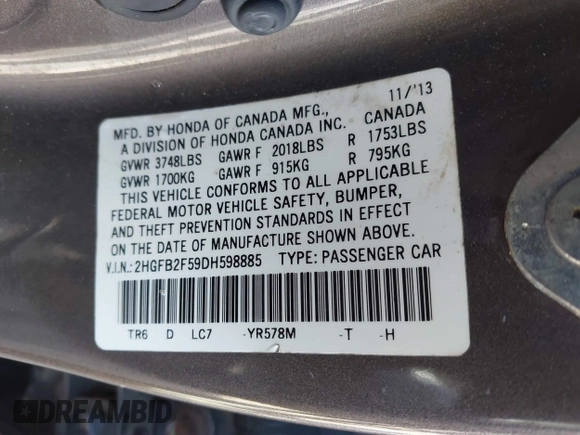 11/'13
MFD. BY HONDA OF CANADA MFG.,
A DIVISION OF HONDA CANADA INC. CANADA
GVWR 3748LBS GAWR F 2018LBS R 1753LBS
GVWR 1700KG GAWR F 915KG R 795KG
THIS VEHICLE CONFORMS TO ALL APPLICABLE
FEDERAL MOTOR VEHICLE SAFETY, BUMPER,
AND THEFT PREVENTION STANDARDS IN EFFECT
ON THE DATE OF MANUFACTURE SHOWN ABOVE.
V.I.N.: 2HGFB2F59DH598885 TYPE: PASSENGER CAR
TR6 D LC7 -YR578M -T -H
DREAMBID